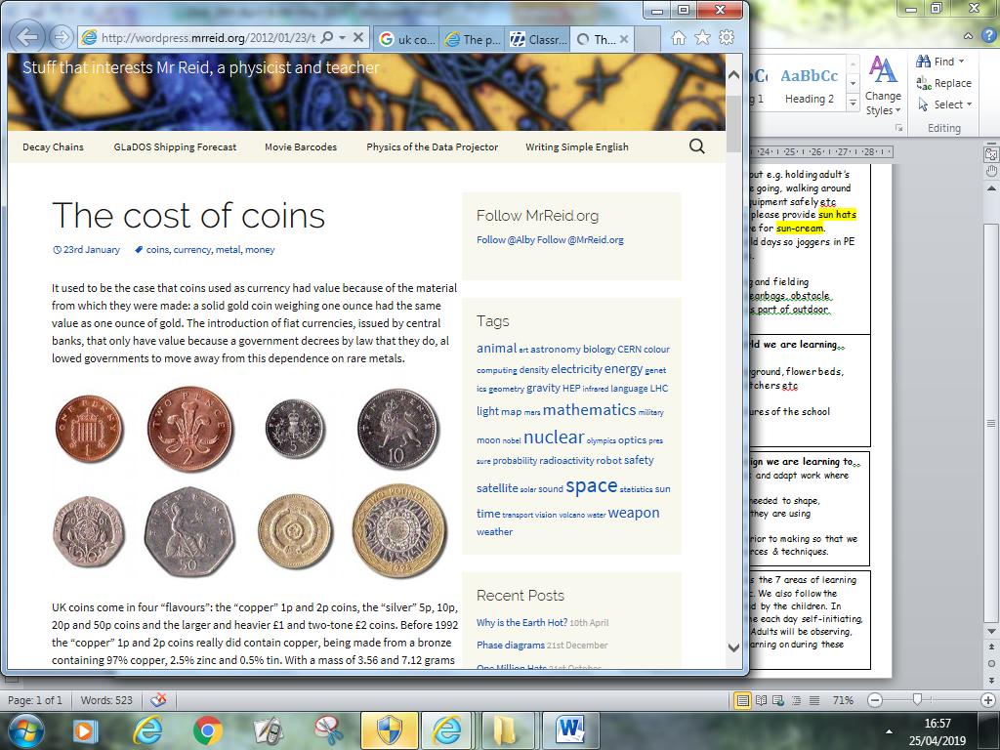 http://wordpress.mrreid.org/2012/01/23/t
uk co...
The p...
Classr...
Th...
Stuff that interests Mr Reid, a physicist and teacher
Decay Chains
GLaDOS Shipping Forecast
Movie Barcodes
Physics of the Data Projector
Writing Simple English
The cost of coins
23rd January
coins, currency, metal, money
It used to be the case that coins used as currency had value because of the material
from which they were made: a solid gold coin weighing one ounce had the same
value as one ounce of gold. The introduction of fiat currencies, issued by central
banks, that only have value because a government decrees by law that they do, al
lowed governments to move away from this dependence on rare metals.
ONE PENNY
1
TWO PENCE
2
5
TEN PENCE
10
50
TWO POUNDS
1998
UK coins come in four “flavours”: the “copper” 1p and 2p coins, the “silver” 5p, 10p,
20p and 50p coins and the larger and heavier £1 and two-tone £2 coins. Before 1992
the “copper” 1p and 2p coins really did contain copper, being made from a bronze
containing 97% copper, 2.5% zinc and 0.5% tin. With a mass of 3.56 and 7.12 grams
Follow MrReid.org
Follow @Alby Follow @MrReid.org
Tags
animal art astronomy biology CERN colour
computing density electricity energy genet
ics geometry gravity HEP infrared language LHC
light map mars mathematics military
moon nobel nuclear olympics optics pres
sure probability radioactivity robot safety
satellite solar sound space statistics sun
time transport vision volcano water weapon
weather
Recent Posts
Why is the Earth Hot? 10th April
Phase diagrams 21st December
One Million Hats 21st October
AaBbCc
g 1
Heading 2
Change
Styles
Find
Replace
Select
Editing
24 25 26 27 28
out e.g. holding adult's
e going, walking around
quipment safely etc
please provide sun hats
e for sun-cream.
ld days so joggers in PE
and fielding
eanbags, obstacle
s part of outdoor
ld we are learning..
ground, flower beds,
tchers etc
ures of the school
ign we are learning to..
and adapt work where
needed to shape,
they are using
rior to making so that we
rces & techniques.
s the 7 areas of learning
c. We also follow the
d by the children. In
e each day self-initiating,
Adults will be observing,
arning on during these
Page: 1 of 1
Words: 523
71%
16:57
25/04/2019